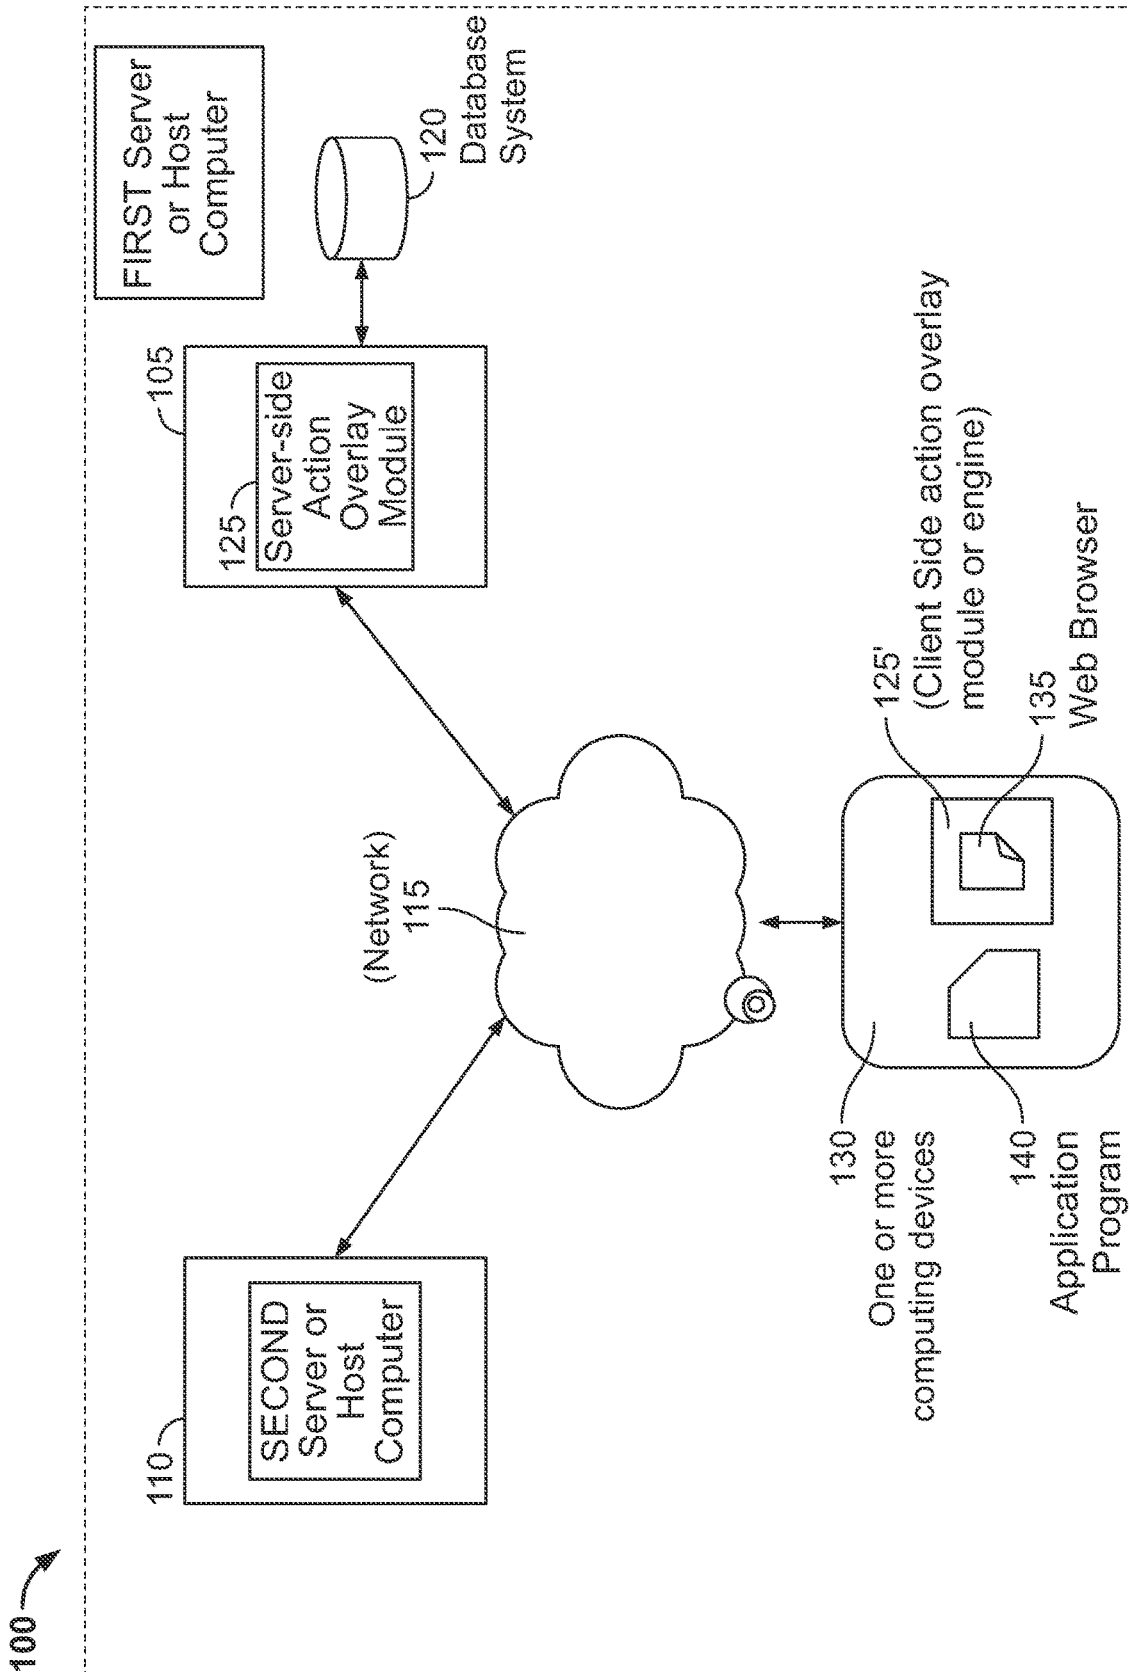 100
110
SECOND
Server or
Host
Computer
(Network)
115
105
125
Server-side
Action
Overlay
Module
FIRST Server
or Host
Computer
120
Database
System
130
One or more
computing devices
140
Application
Program
125'
(Client Side action overlay
module or engine)
135
Web Browser